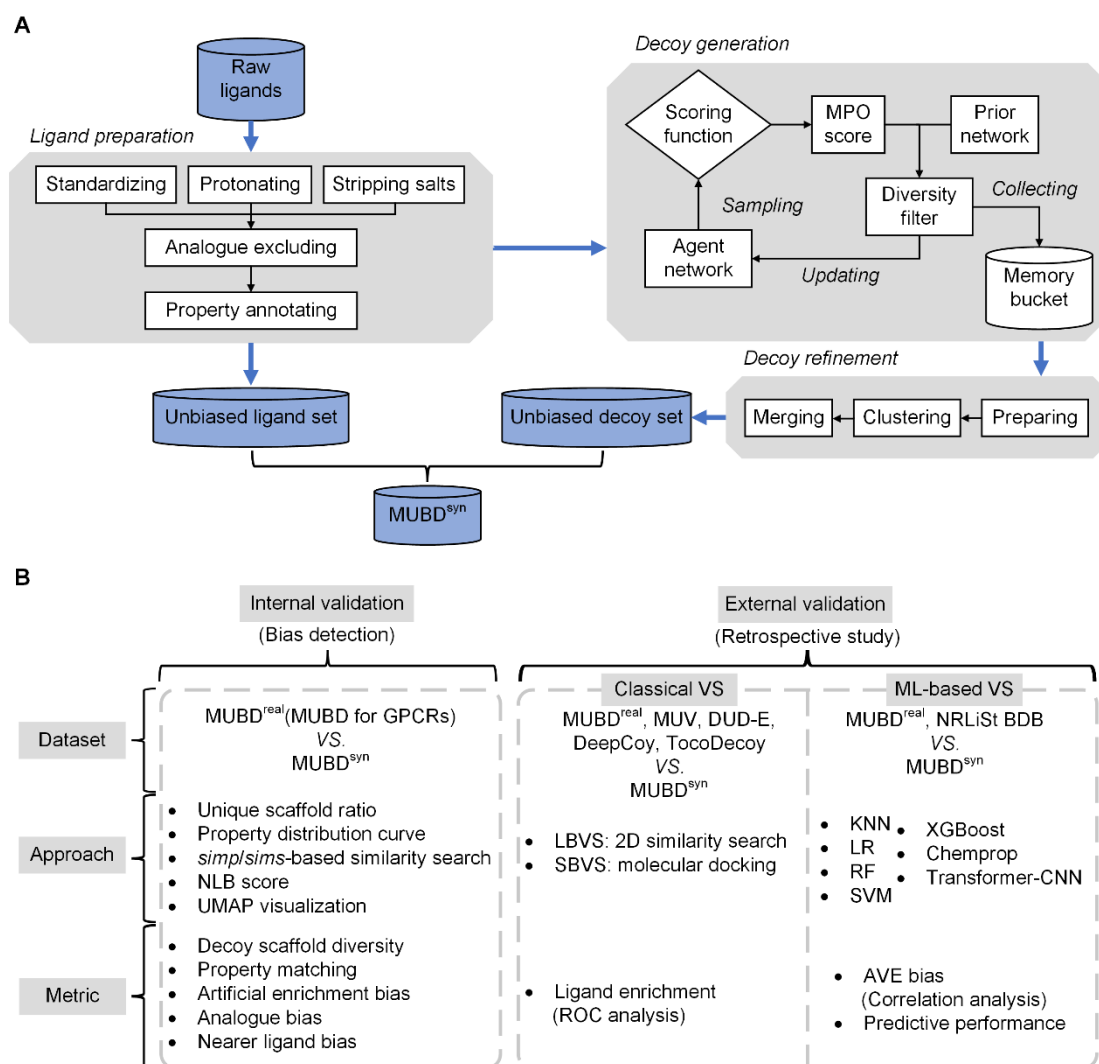 A
Raw
ligands
Ligand preparation
Standardizing
Protonating
Stripping salts
Analogue excluding
Property annotating
Decoy generation
Scoring
function
MPO
score
Prior
network
Sampling
Diversity
filter
Collecting
Agent
network
Updating
Memory
bucket
Decoy refinement
Merging
Clustering
Preparing
Unbiased ligand set
Unbiased decoy set
MUBDsyn
B
Internal validation
(Bias detection)
External validation
(Retrospective study)
Classical VS
ML-based VS
Dataset
MUBDreal(MUBD for GPCRs)
VS.
MUBDsyn
MUBDreal, MUV, DUD-E,
DeepCoy, TocoDecoy
VS.
MUBDsyn
MUBDreal, NRLiSt BDB
VS.
MUBDsyn
Approach
• Unique scaffold ratio
• Property distribution curve
• simp/sims-based similarity search
• NLB score
• UMAP visualization
• LBVS: 2D similarity search
• SBVS: molecular docking
• KNN
• LR
• RF
• SVM
• XGBoost
• Chemprop
• Transformer-CNN
Metric
• Decoy scaffold diversity
• Property matching
• Artificial enrichment bias
• Analogue bias
• Nearer ligand bias
• Ligand enrichment
(ROC analysis)
• AVE bias
(Correlation analysis)
• Predictive performance